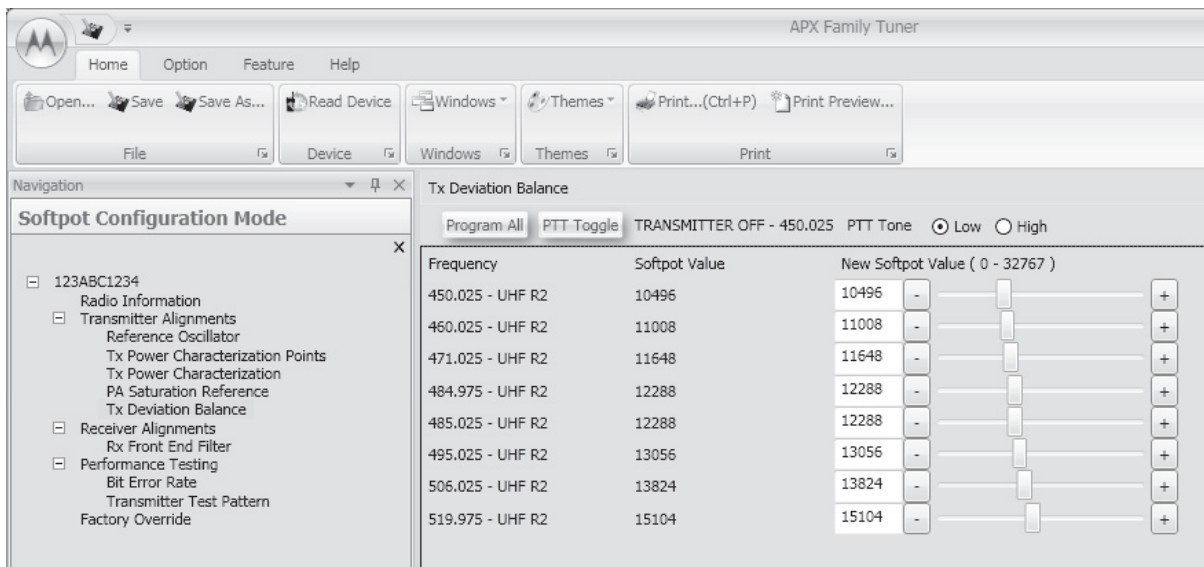 APX Family Tuner
Home Option Feature Help
Open... Save Save As... Read Device Windows Themes Print...(Ctrl+P) Print Preview...
File Device Windows Themes Print
Navigation
Softpot Configuration Mode
123ABC1234
Radio Information
Transmitter Alignments
Reference Oscillator
Tx Power Characterization Points
Tx Power Characterization
PA Saturation Reference
Tx Deviation Balance
Receiver Alignments
Rx Front End Filter
Performance Testing
Bit Error Rate
Transmitter Test Pattern
Factory Override
Tx Deviation Balance
Program All PTT Toggle TRANSMITTER OFF - 450.025 PTT Tone Low High
Frequency Softpot Value New Softpot Value ( 0 - 32767 )
450.025 - UHF R2 10496 10496 - +
460.025 - UHF R2 11008 11008 - +
471.025 - UHF R2 11648 11648 - +
484.975 - UHF R2 12288 12288 - +
485.025 - UHF R2 12288 12288 - +
495.025 - UHF R2 13056 13056 - +
506.025 - UHF R2 13824 13824 - +
519.975 - UHF R2 15104 15104 - +